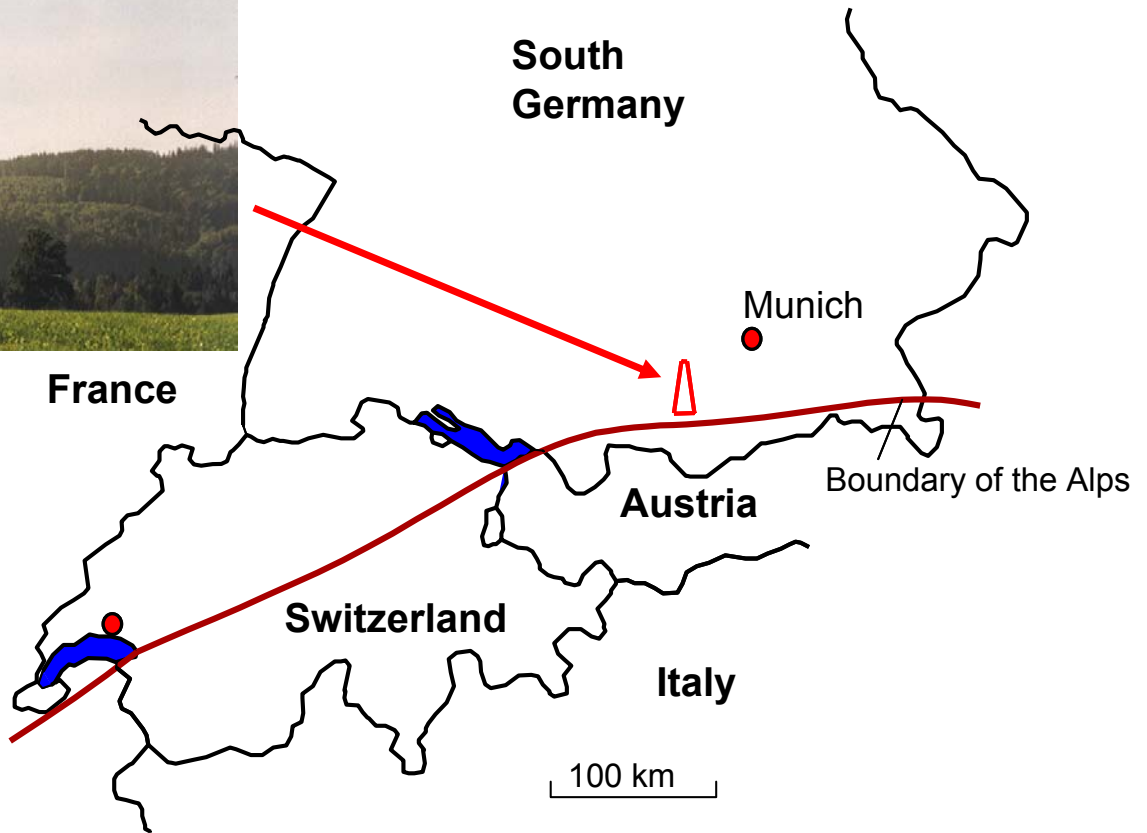 South
Germany
Munich
France
Boundary of the Alps
Austria
Switzerland
Italy
100 km